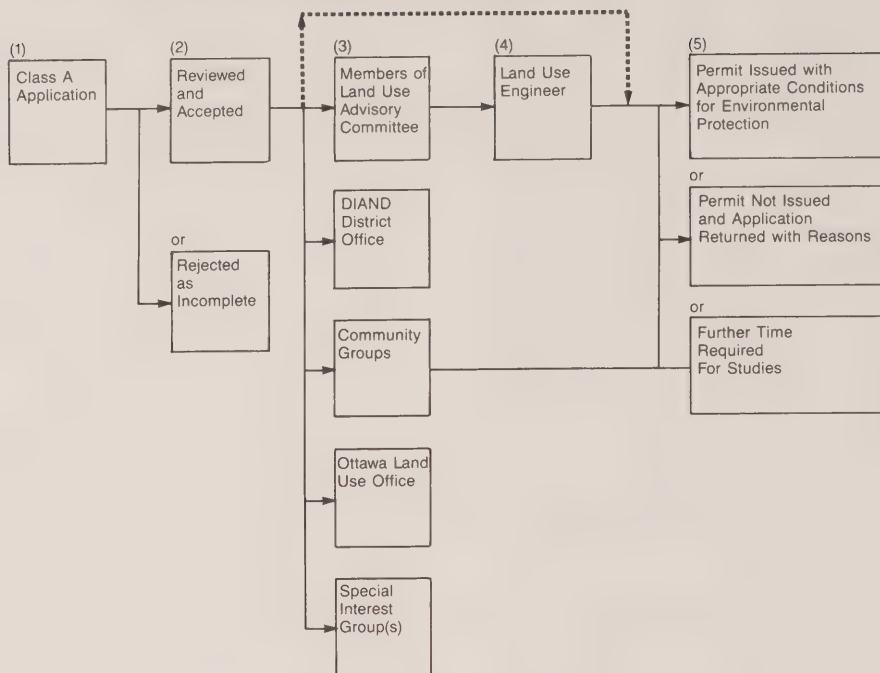 (1)
Class A
Application
(2)
Reviewed
and
Accepted
or
Rejected
as
Incomplete
(3)
Members of
Land Use
Advisory
Committee
DIAND
District
Office
Community
Groups
Ottawa Land
Use Office
Special
Interest
Group(s)
(4)
Land Use
Engineer
(5)
Permit Issued with
Appropriate Conditions
for Environmental
Protection
or
Permit Not Issued
and Application
Returned with Reasons
or
Further Time
Required
For Studies